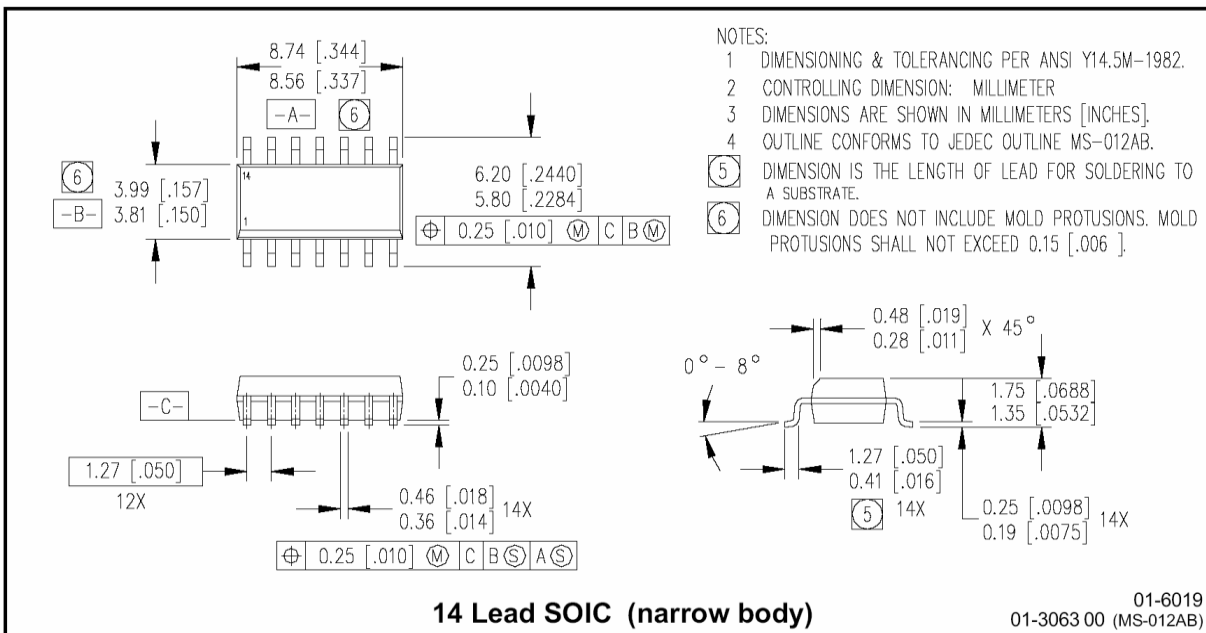 8.74 [.344]
8.56 [.337]
-A- 6
6
3.99 [.157]
-B- 3.81 [.150]
14
1
6.20 [.2440]
5.80 [.2284]
⌖ 0.25 [.010] Ⓜ C B Ⓜ
NOTES:
1 DIMENSIONING & TOLERANCING PER ANSI Y14.5M-1982.
2 CONTROLLING DIMENSION: MILLIMETER
3 DIMENSIONS ARE SHOWN IN MILLIMETERS [INCHES].
4 OUTLINE CONFORMS TO JEDEC OUTLINE MS-012AB.
5 DIMENSION IS THE LENGTH OF LEAD FOR SOLDERING TO
A SUBSTRATE.
6 DIMENSION DOES NOT INCLUDE MOLD PROTUSIONS. MOLD
PROTUSIONS SHALL NOT EXCEED 0.15 [.006 ].
-C-
0.25 [.0098]
0.10 [.0040]
1.27 [.050]
12X
0.46 [.018]
0.36 [.014] 14X
⌖ 0.25 [.010] Ⓜ C B Ⓢ A Ⓢ
0.48 [.019]
0.28 [.011] X 45°
0° - 8°
1.75 [.0688]
1.35 [.0532]
1.27 [.050]
0.41 [.016]
5 14X
0.25 [.0098]
0.19 [.0075] 14X
14 Lead SOIC (narrow body)
01-6019
01-3063 00 (MS-012AB)